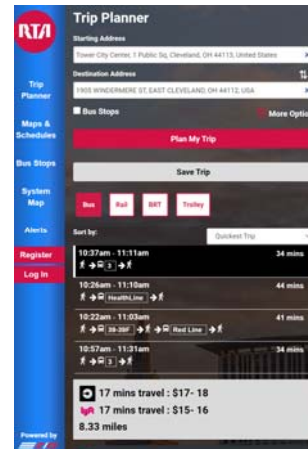 RTA
Trip Planner
Maps & Schedules
Bus Stops
System Map
Alerts
Register
Log In
Powered by
Trip Planner
Starting Address
Tower City Center, 1 Public Sq, Cleveland, OH 44113, United States x
Destination Address
1905 WINDERMERE ST, EAST CLEVELAND, OH 44112, USA x
Bus Stops
More Optio
Plan My Trip
Save Trip
Bus Rail BRT Trolley
Sort by: Quickest Trip
10:37am - 11:11am 34 mins
3
10:26am - 11:10am 44 mins
HealthLine
10:22am - 11:03am 41 mins
39-39F Red Line
10:57am - 11:31am 34 mins
3
17 mins travel : $17- 18
lyft 17 mins travel : $15- 16
8.33 miles